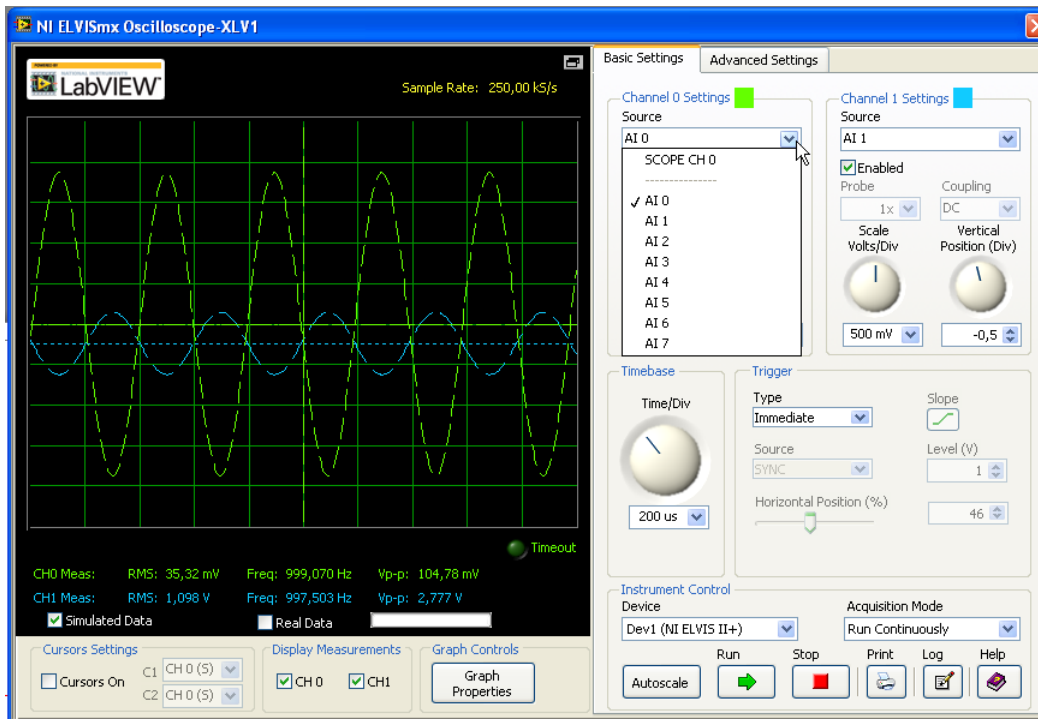 NI ELVISmx Oscilloscope-XLV1
POWERED BY
NATIONAL INSTRUMENTS
LabVIEW
Sample Rate: 250,00 kS/s
Timeout
CH0 Meas: RMS: 35,32 mV Freq: 999,070 Hz Vp-p: 104,78 mV
CH1 Meas: RMS: 1,098 V Freq: 997,503 Hz Vp-p: 2,777 V
Simulated Data Real Data
Cursors Settings
Cursors On
C1 CH 0 (S)
C2 CH 0 (S)
Display Measurements
CH 0 CH1
Graph Controls
Graph
Properties
Basic Settings Advanced Settings
Channel 0 Settings
Source
AI 0
SCOPE CH 0
---------------
AI 0
AI 1
AI 2
AI 3
AI 4
AI 5
AI 6
AI 7
Channel 1 Settings
Source
AI 1
Enabled
Probe Coupling
1x DC
Scale Vertical
Volts/Div Position (Div)
500 mV -0,5
Timebase
Time/Div
200 us
Trigger
Type Slope
Immediate
Source Level (V)
SYNC 1
Horizontal Position (%)
46
Instrument Control
Device Acquisition Mode
Dev1 (NI ELVIS II+) Run Continuously
Run Stop Print Log Help
Autoscale